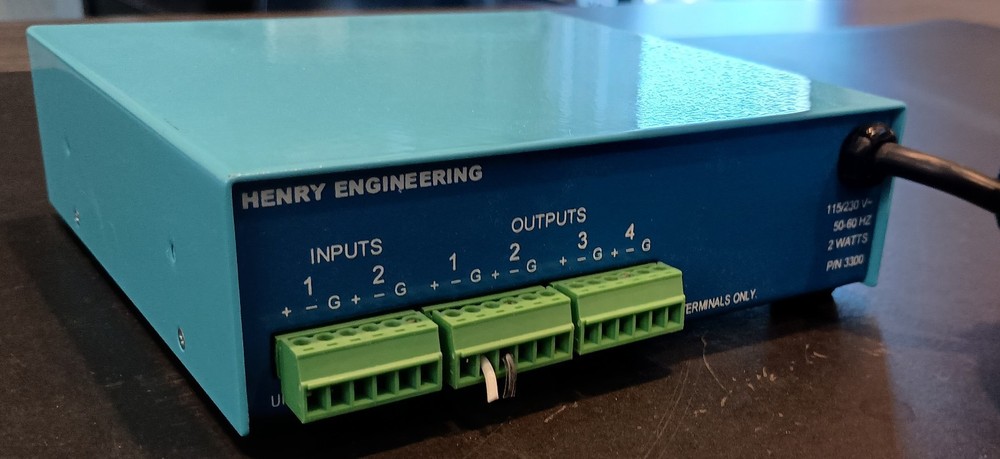 HENRY ENGINEERING
INPUTS
OUTPUTS
1 2 1 2 3 4
+ − G + − G + − G + − G + − G + − G
115/230 V~
50-60 HZ
2 WATTS
P/N 3300
TERMINALS ONLY.